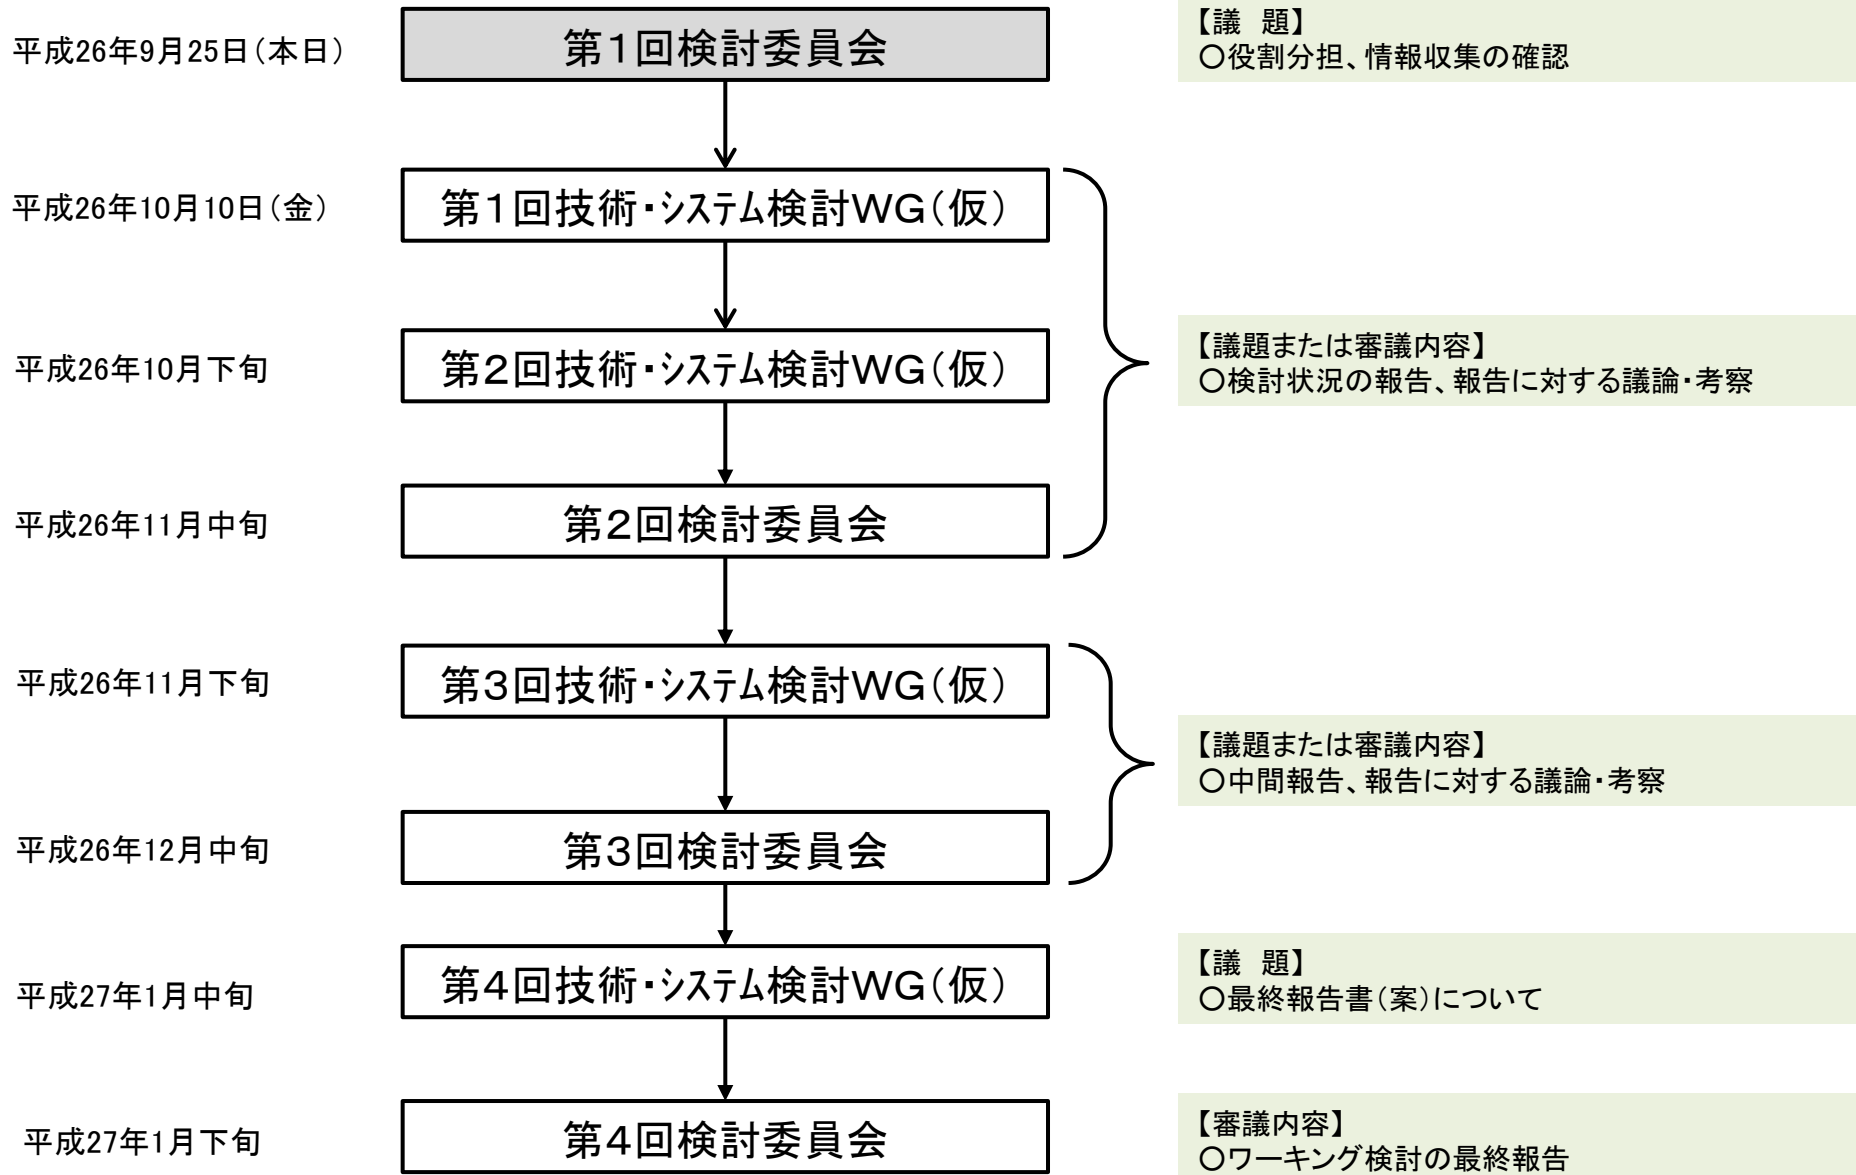 平成26年9月25日（本日）
第1回検討委員会
【議　題】
○役割分担、情報収集の確認
平成26年10月10日（金）
第1回技術・ｼｽﾃﾑ検討WG（仮）
平成26年10月下旬
第2回技術・ｼｽﾃﾑ検討WG（仮）
【議題または審議内容】
○検討状況の報告、報告に対する議論・考察
平成26年11月中旬
第2回検討委員会
平成26年11月下旬
第3回技術・ｼｽﾃﾑ検討WG（仮）
【議題または審議内容】
○中間報告、報告に対する議論・考察
平成26年12月中旬
第3回検討委員会
平成27年1月中旬
第4回技術・ｼｽﾃﾑ検討WG（仮）
【議　題】
○最終報告書（案）について
平成27年1月下旬
第4回検討委員会
【審議内容】
○ワーキング検討の最終報告